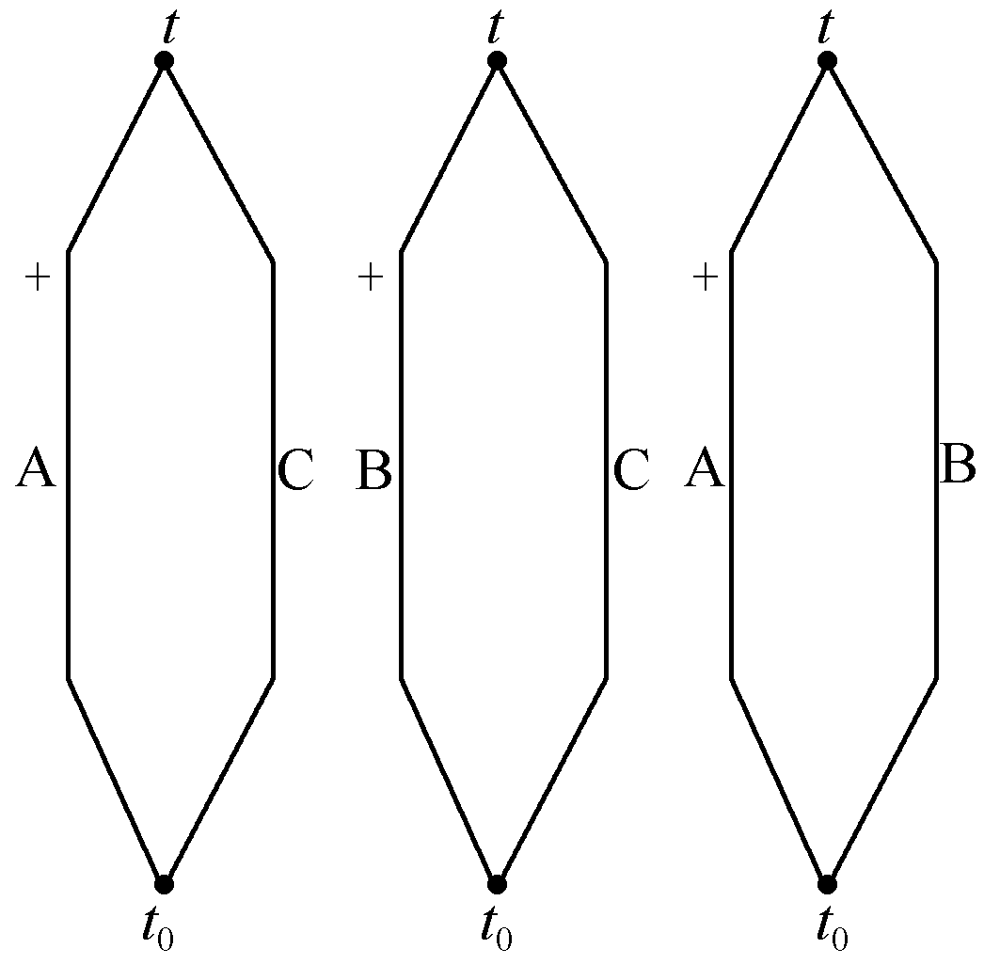 t t t
+ + +
A C B C A B
t₀ t₀ t₀